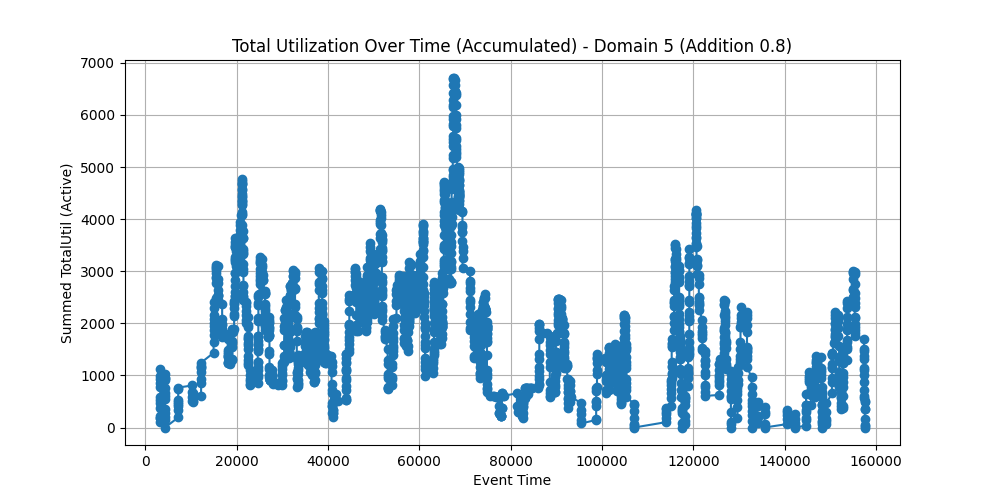 Total Utilization Over Time (Accumulated) - Domain 5 (Addition 0.8)
Summed TotalUtil (Active)
7000
6000
5000
4000
3000
2000
1000
0
0 20000 40000 60000 80000 100000 120000 140000 160000
Event Time